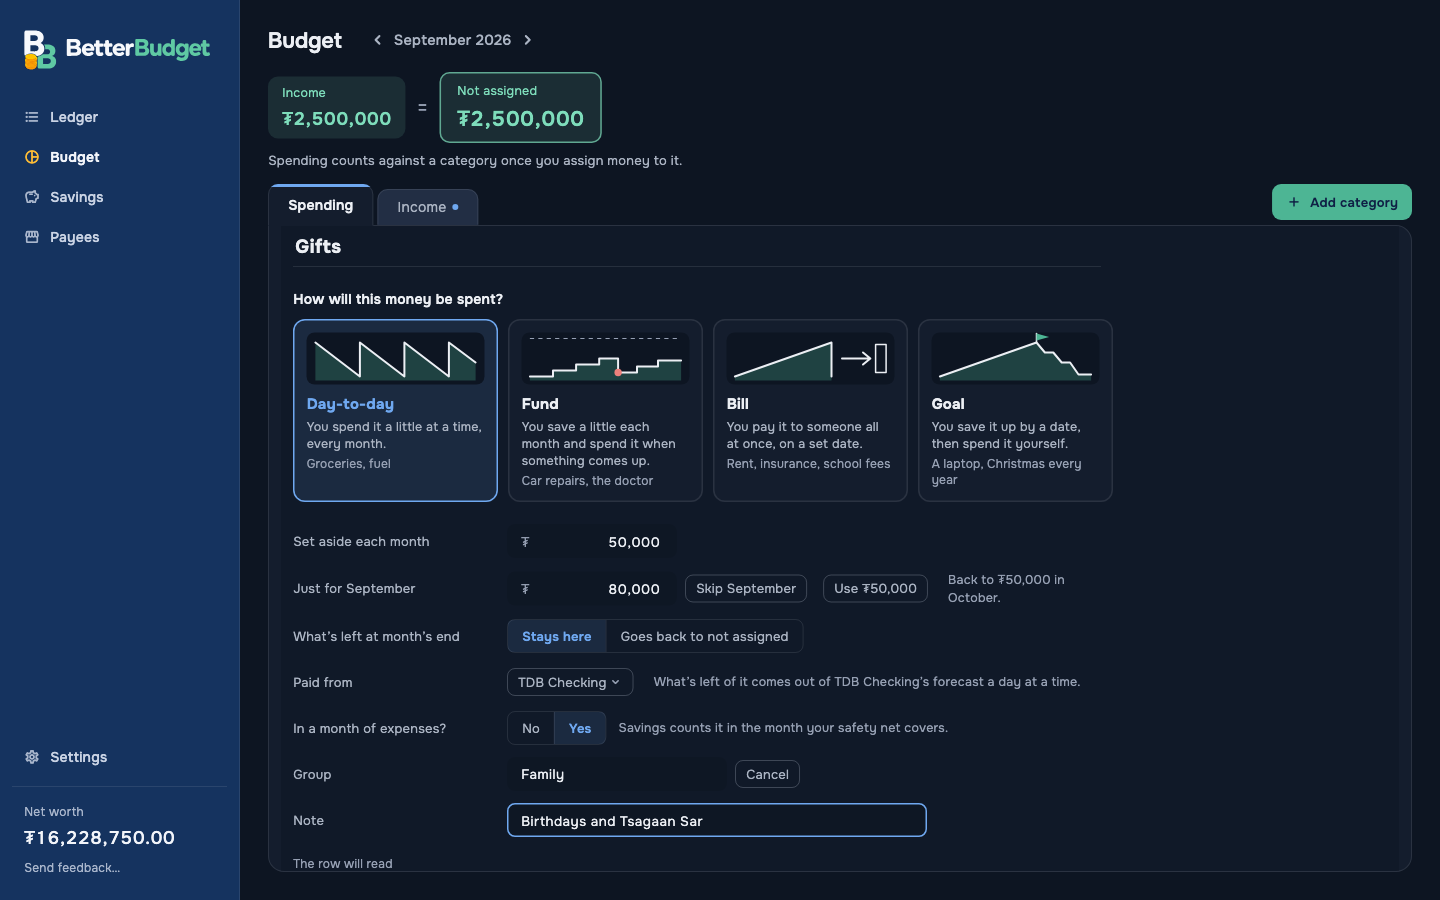 BetterBudget
Ledger
Budget
Savings
Payees
Settings
Net worth
₮16,228,750.00
Send feedback...
Budget
September 2026
Income
₮2,500,000
=
Not assigned
₮2,500,000
Spending counts against a category once you assign money to it.
Spending
Income
+ Add category
Gifts
How will this money be spent?
Day-to-day
You spend it a little at a time,
every month.
Groceries, fuel
Fund
You save a little each
month and spend it when
something comes up.
Car repairs, the doctor
Bill
You pay it to someone all
at once, on a set date.
Rent, insurance, school fees
Goal
You save it up by a date,
then spend it yourself.
A laptop, Christmas every
year
Set aside each month
₮ 50,000
Just for September
₮ 80,000
Skip September
Use ₮50,000
Back to ₮50,000 in
October.
What's left at month's end
Stays here
Goes back to not assigned
Paid from
TDB Checking
What's left of it comes out of TDB Checking's forecast a day at a time.
In a month of expenses?
No
Yes
Savings counts it in the month your safety net covers.
Group
Family
Cancel
Note
Birthdays and Tsagaan Sar
The row will read